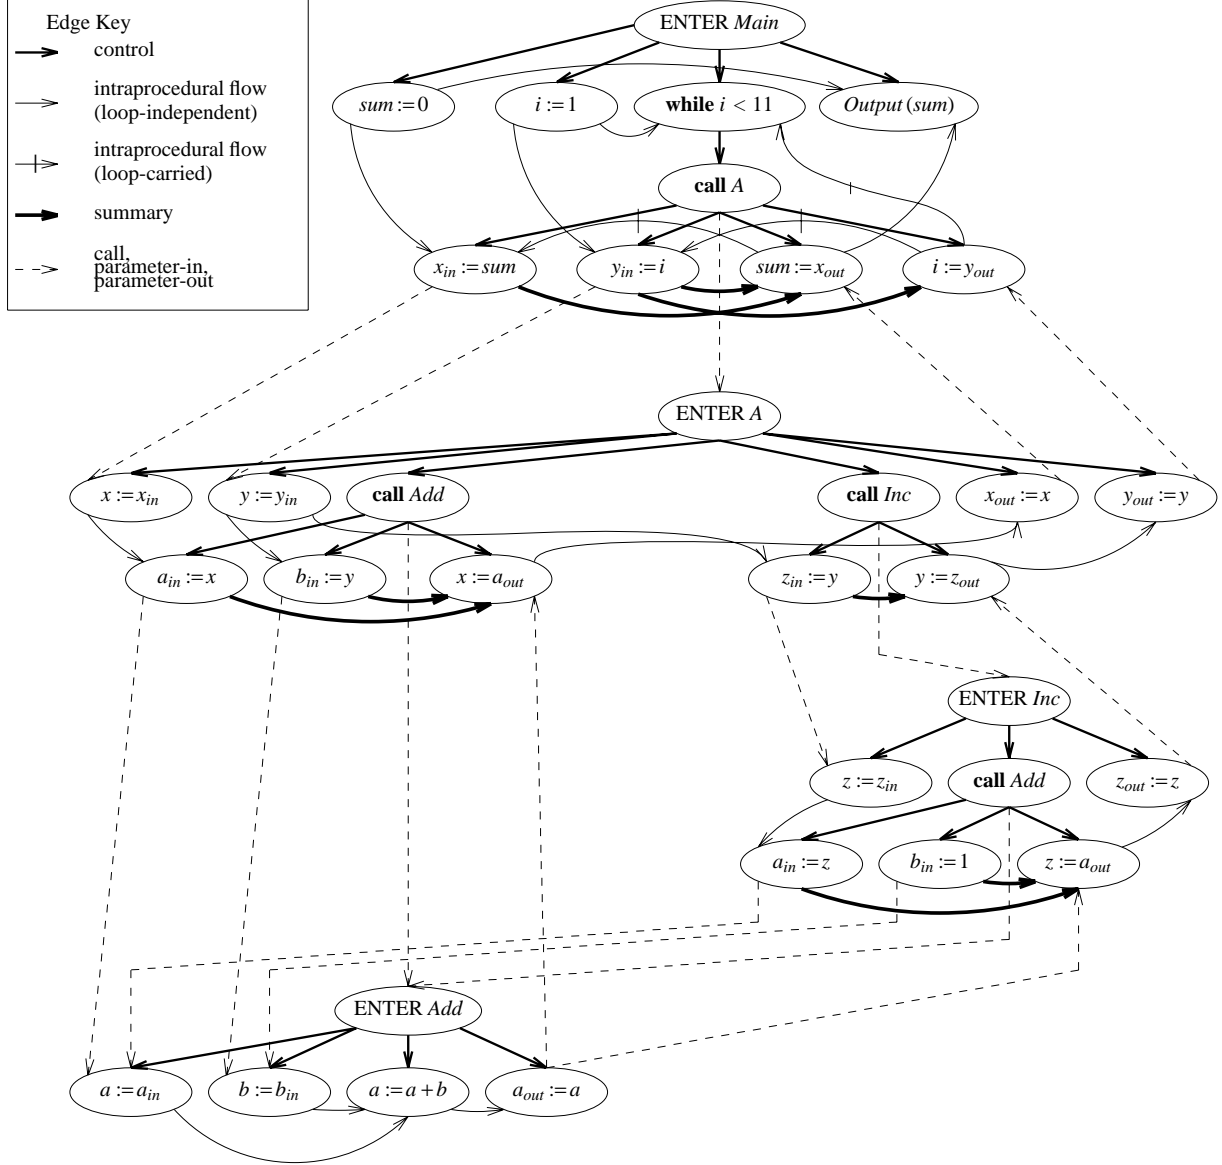 Edge Key
control
intraprocedural flow
(loop-independent)
intraprocedural flow
(loop-carried)
summary
call,
parameter-in,
parameter-out
ENTER Main
sum := 0
i := 1
while i < 11
Output (sum)
call A
x_in := sum
y_in := i
sum := x_out
i := y_out
ENTER A
x := x_in
y := y_in
call Add
call Inc
x_out := x
y_out := y
a_in := x
b_in := y
x := a_out
z_in := y
y := z_out
ENTER Inc
z := z_in
call Add
z_out := z
a_in := z
b_in := 1
z := a_out
ENTER Add
a := a_in
b := b_in
a := a + b
a_out := a